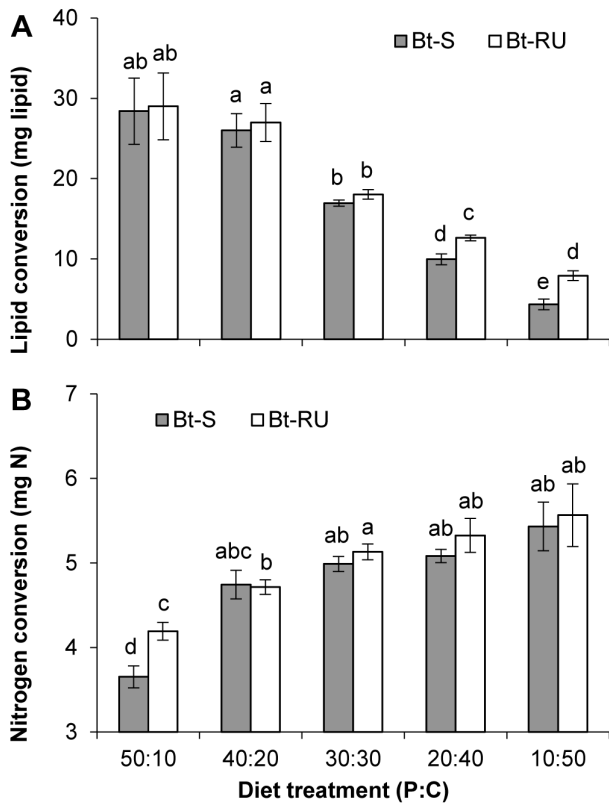 A
Lipid conversion (mg lipid)
40
30
20
10
0
Bt-S Bt-RU
ab ab
a a
b b
d c
e d
B
Nitrogen conversion (mg N)
7
6
5
4
3
Bt-S Bt-RU
d c
abc b
ab a
ab ab
ab ab
50:10 40:20 30:30 20:40 10:50
Diet treatment (P:C)